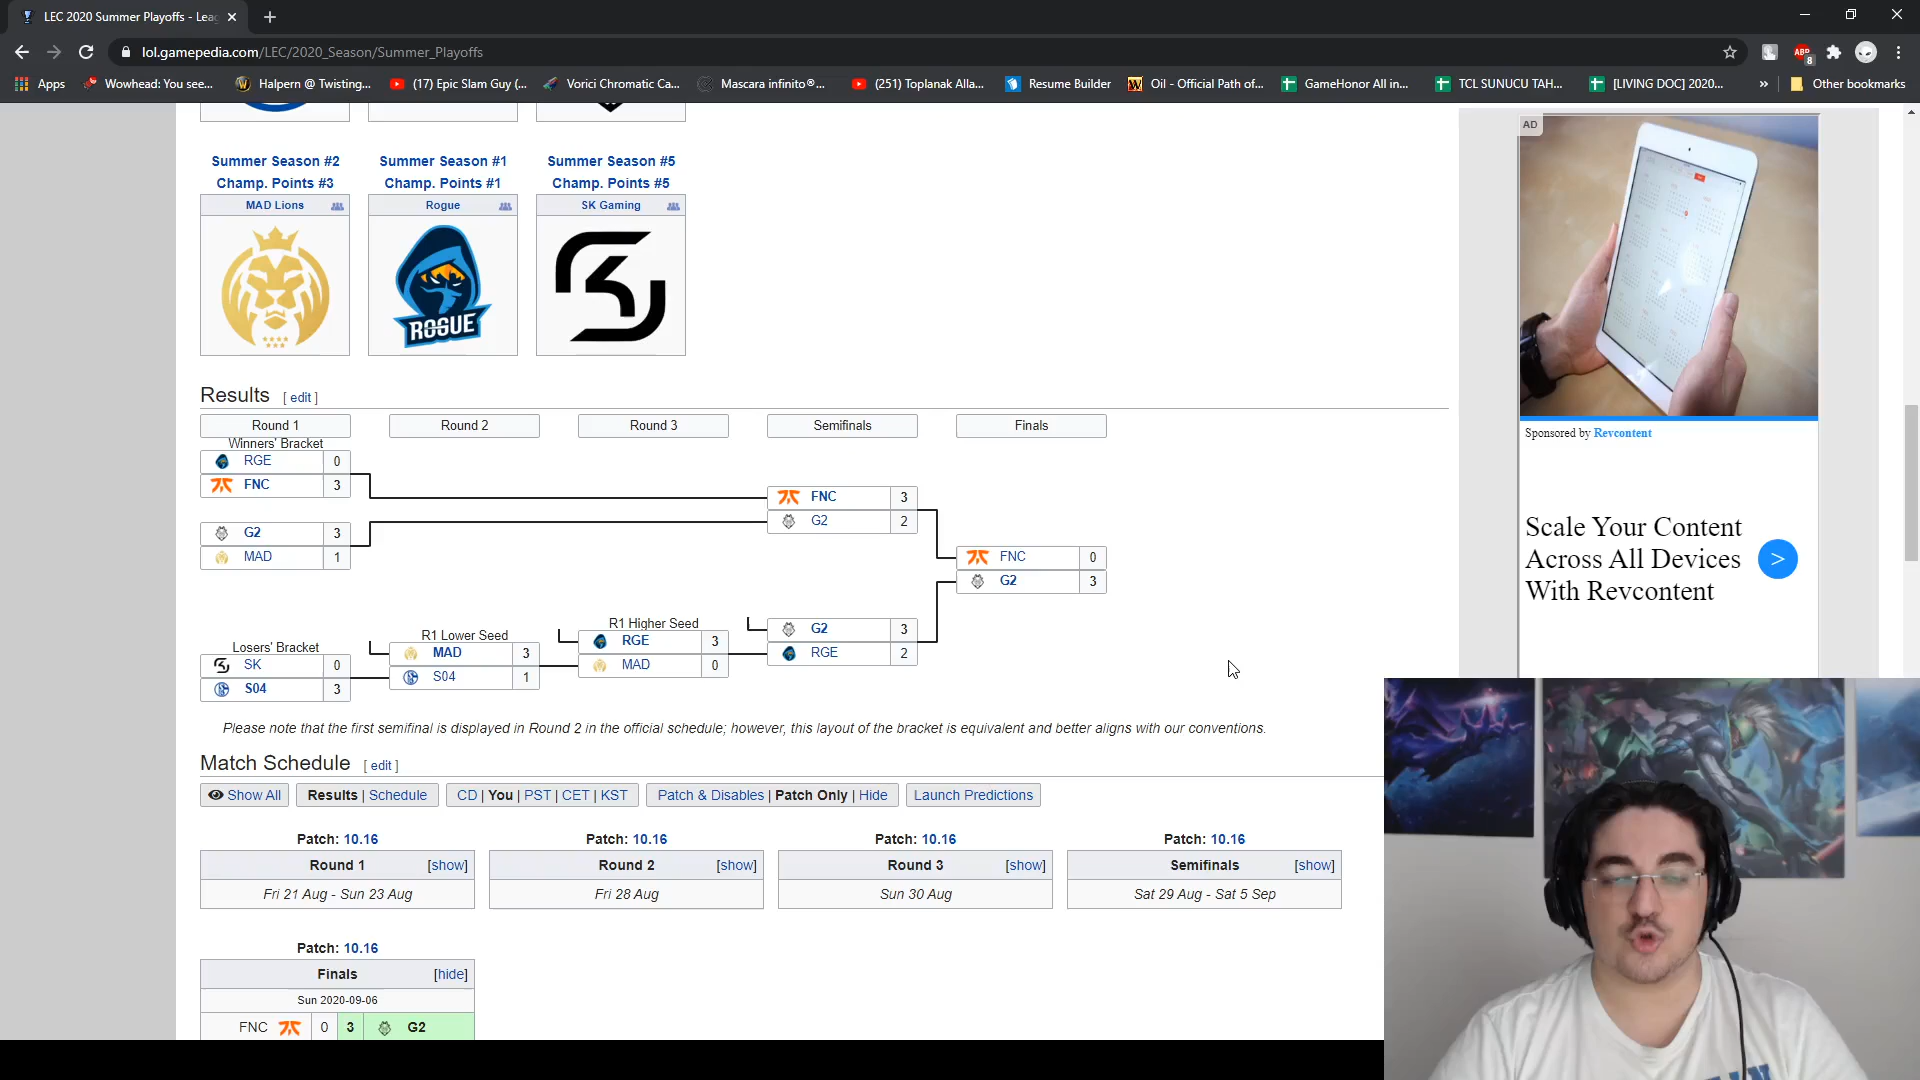 LEC 2020 Summer Playoffs - Lea
lol.gamepedia.com/LEC/2020_Season/Summer_Playoffs
ABP 8
Apps Wowhead: You see... Halpern @ Twisting... (17) Epic Slam Guy (... Vorici Chromatic Ca... Mascara infinito®... (251) Toplanak Alla... Resume Builder Oil - Official Path of... GameHonor All in... TCL SUNUCU TAH... [LIVING DOC] 2020... » Other bookmarks
Summer Season #2 Summer Season #1 Summer Season #5
Champ. Points #3 Champ. Points #1 Champ. Points #5
MAD Lions Rogue SK Gaming
ROGUE
Results [ edit ]
Round 1 Round 2 Round 3 Semifinals Finals
Winners' Bracket
RGE 0
FNC 3
FNC 3
G2 2
G2 3
MAD 1
FNC 0
G2 3
Losers' Bracket
SK 0
S04 3
R1 Lower Seed
MAD 3
S04 1
R1 Higher Seed
RGE 3
MAD 0
G2 3
RGE 2
Please note that the first semifinal is displayed in Round 2 in the official schedule; however, this layout of the bracket is equivalent and better aligns with our conventions.
Match Schedule [ edit ]
Show All Results | Schedule CD | You | PST | CET | KST Patch & Disables | Patch Only | Hide Launch Predictions
Patch: 10.16 Patch: 10.16 Patch: 10.16 Patch: 10.16
Round 1 [show] Round 2 [show] Round 3 [show] Semifinals [show]
Fri 21 Aug - Sun 23 Aug Fri 28 Aug Sun 30 Aug Sat 29 Aug - Sat 5 Sep
Patch: 10.16
Finals [hide]
Sun 2020-09-06
FNC 0 3 G2
AD
Sponsored by Revcontent
Scale Your Content
Across All Devices
With Revcontent
>